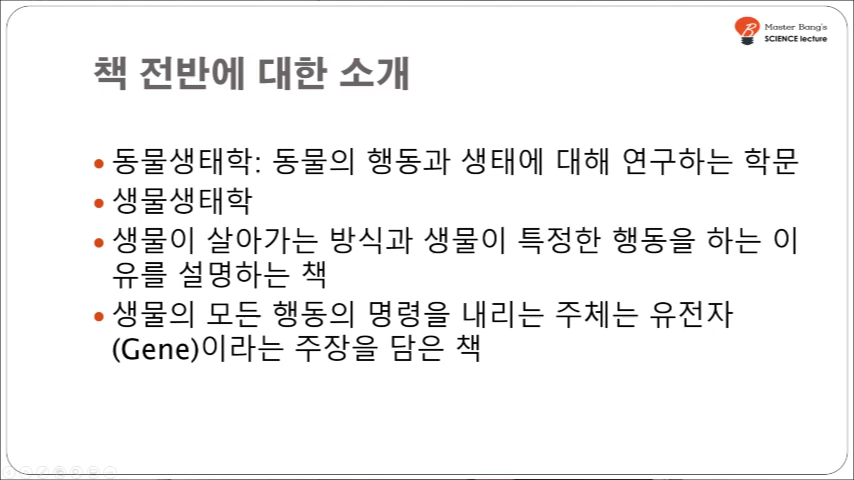 Master Bang's
SCIENCE lecture
책 전반에 대한 소개
• 동물생태학: 동물의 행동과 생태에 대해 연구하는 학문
• 생물생태학
• 생물이 살아가는 방식과 생물이 특정한 행동을 하는 이
유를 설명하는 책
• 생물의 모든 행동의 명령을 내리는 주체는 유전자
(Gene)이라는 주장을 담은 책